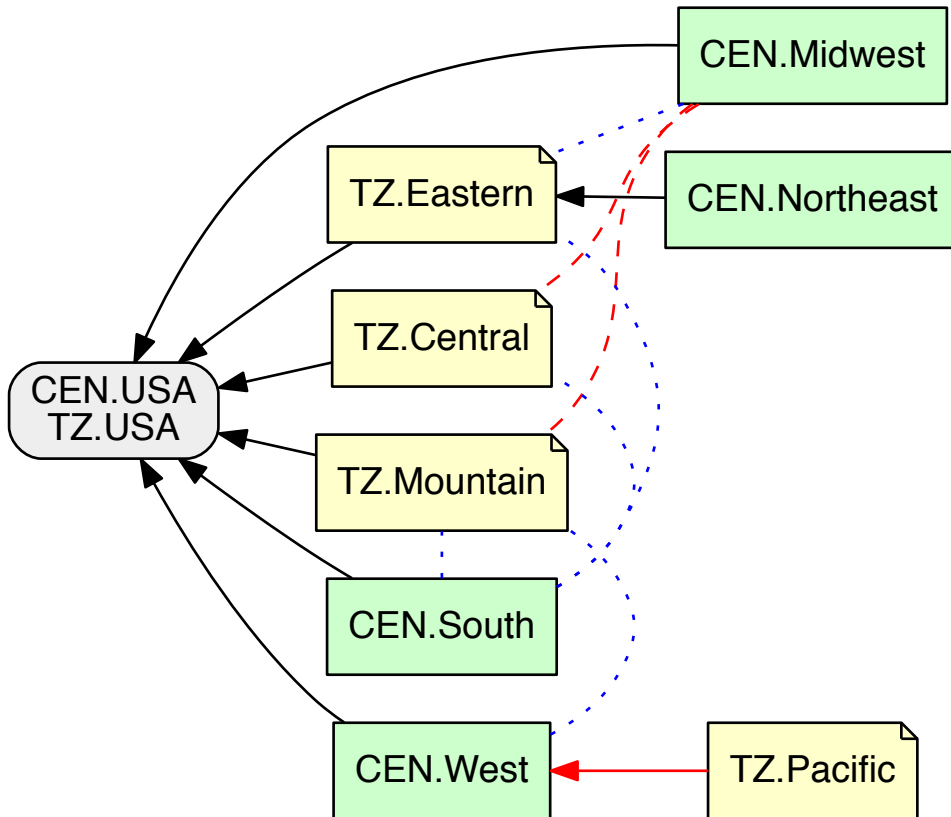 CEN.Midwest
TZ.Eastern
CEN.Northeast
TZ.Central
CEN.USA
TZ.USA
TZ.Mountain
CEN.South
CEN.West
TZ.Pacific